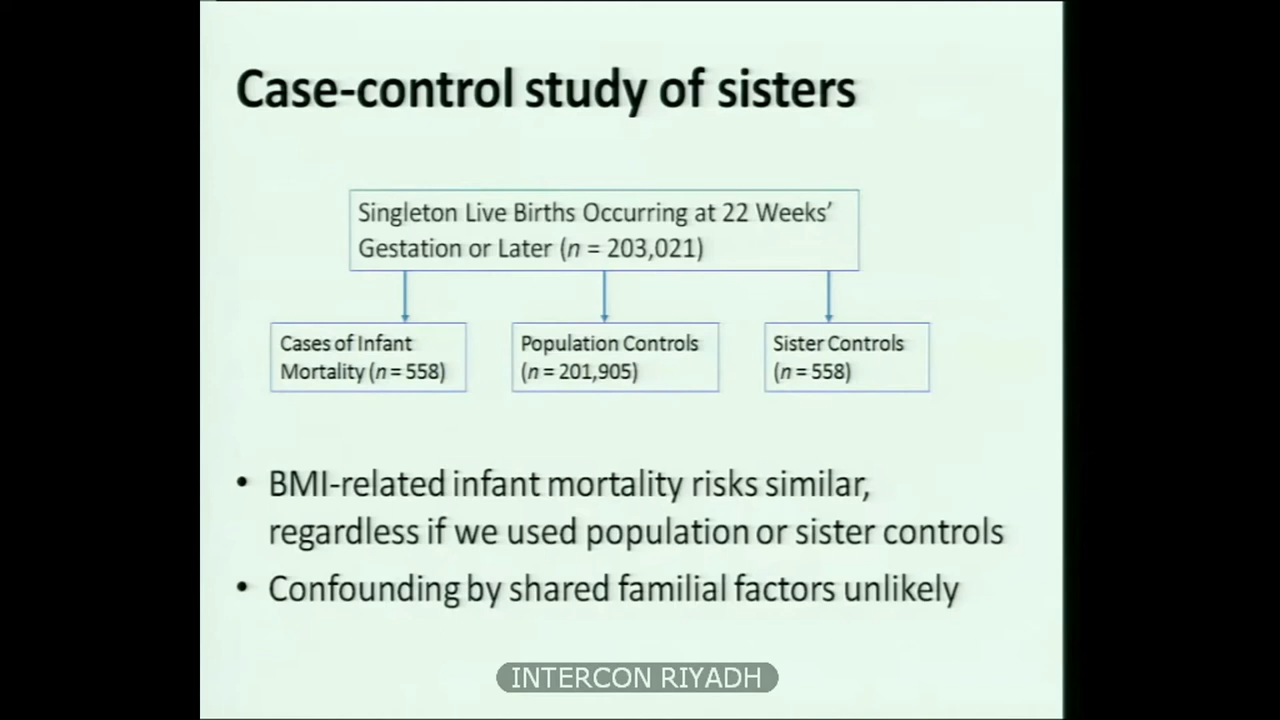 Case-control study of sisters
Singleton Live Births Occurring at 22 Weeks’
Gestation or Later (n = 203,021)
Cases of Infant
Mortality (n = 558)
Population Controls
(n = 201,905)
Sister Controls
(n = 558)
• BMI-related infant mortality risks similar,
regardless if we used population or sister controls
• Confounding by shared familial factors unlikely
INTERCON RIYADH